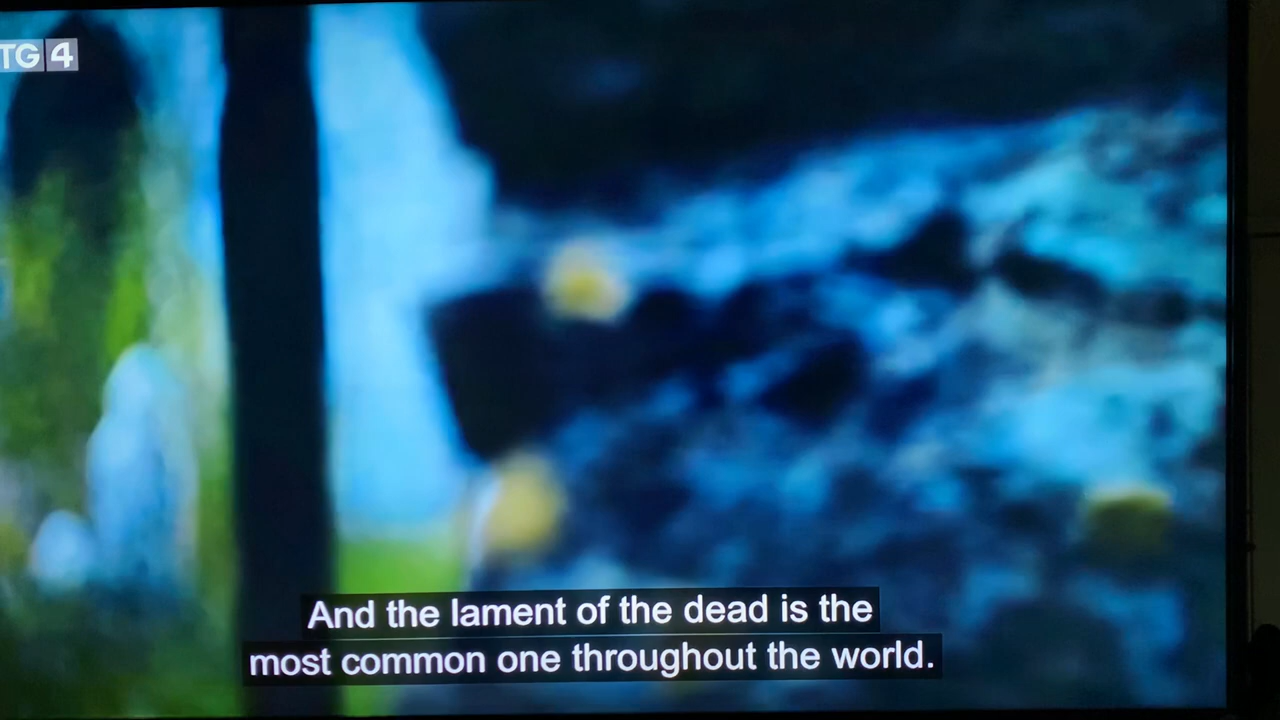 TG4
And the lament of the dead is the
most common one throughout the world.